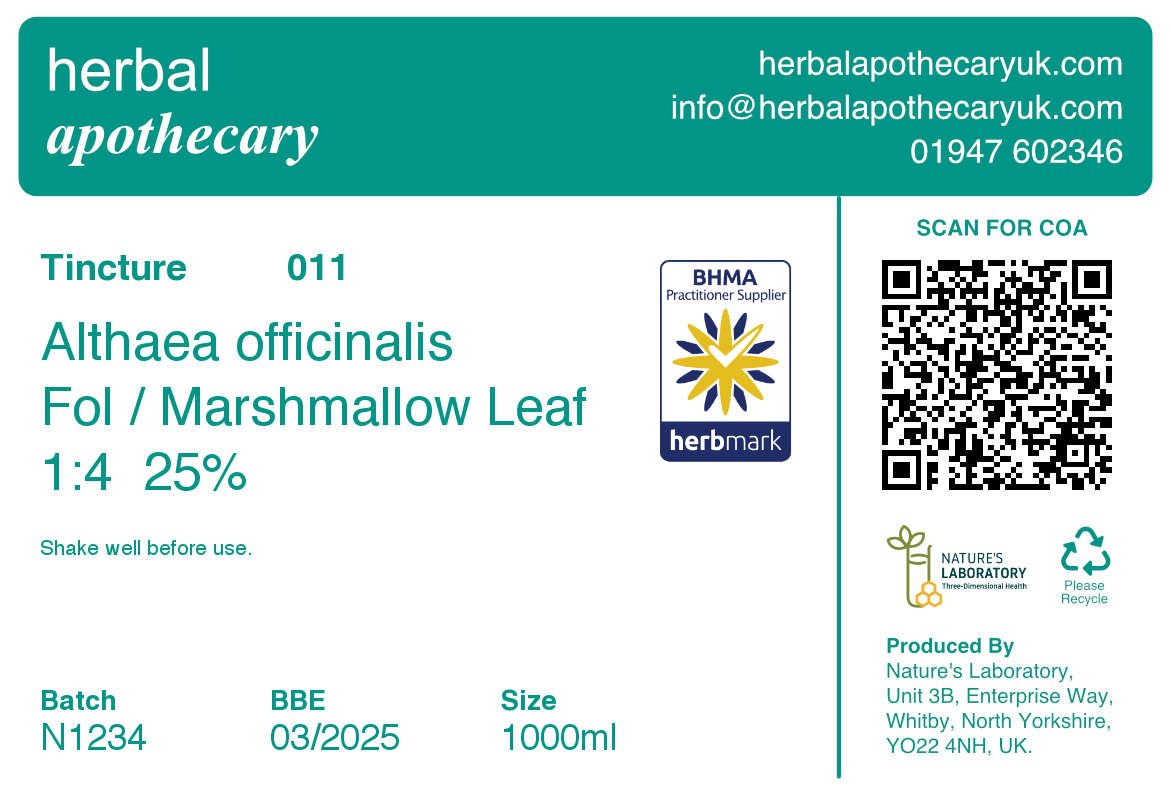 herbal
apothecary
herbalapothecaryuk.com
info@herbalapothecaryuk.com
01947 602346
Tincture 011
Althaea officinalis
Fol / Marshmallow Leaf
1:4 25%
Shake well before use.
BHMA
Practitioner Supplier
herbmark
Batch BBE Size
N1234 03/2025 1000ml
SCAN FOR COA
NATURE'S
LABORATORY
Three-Dimensional Health
Please
Recycle
Produced By
Nature's Laboratory,
Unit 3B, Enterprise Way,
Whitby, North Yorkshire,
YO22 4NH, UK.